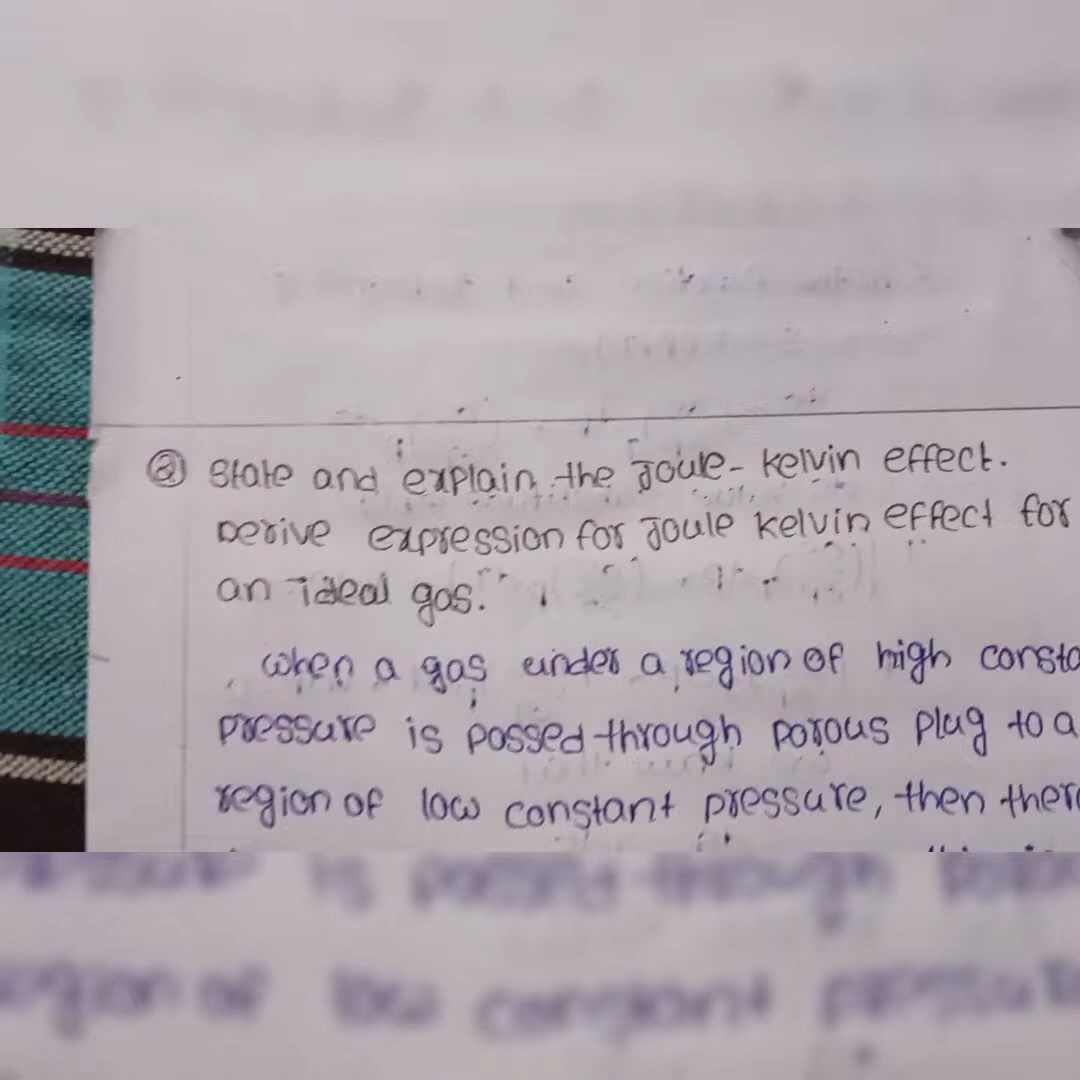 ② State and explain the Joule - Kelvin effect.
Derive expression for Joule Kelvin effect for
an ideal gas.
when a gas under a region of high
pressure is passed through porous plug to a
region of low constant pressure, then